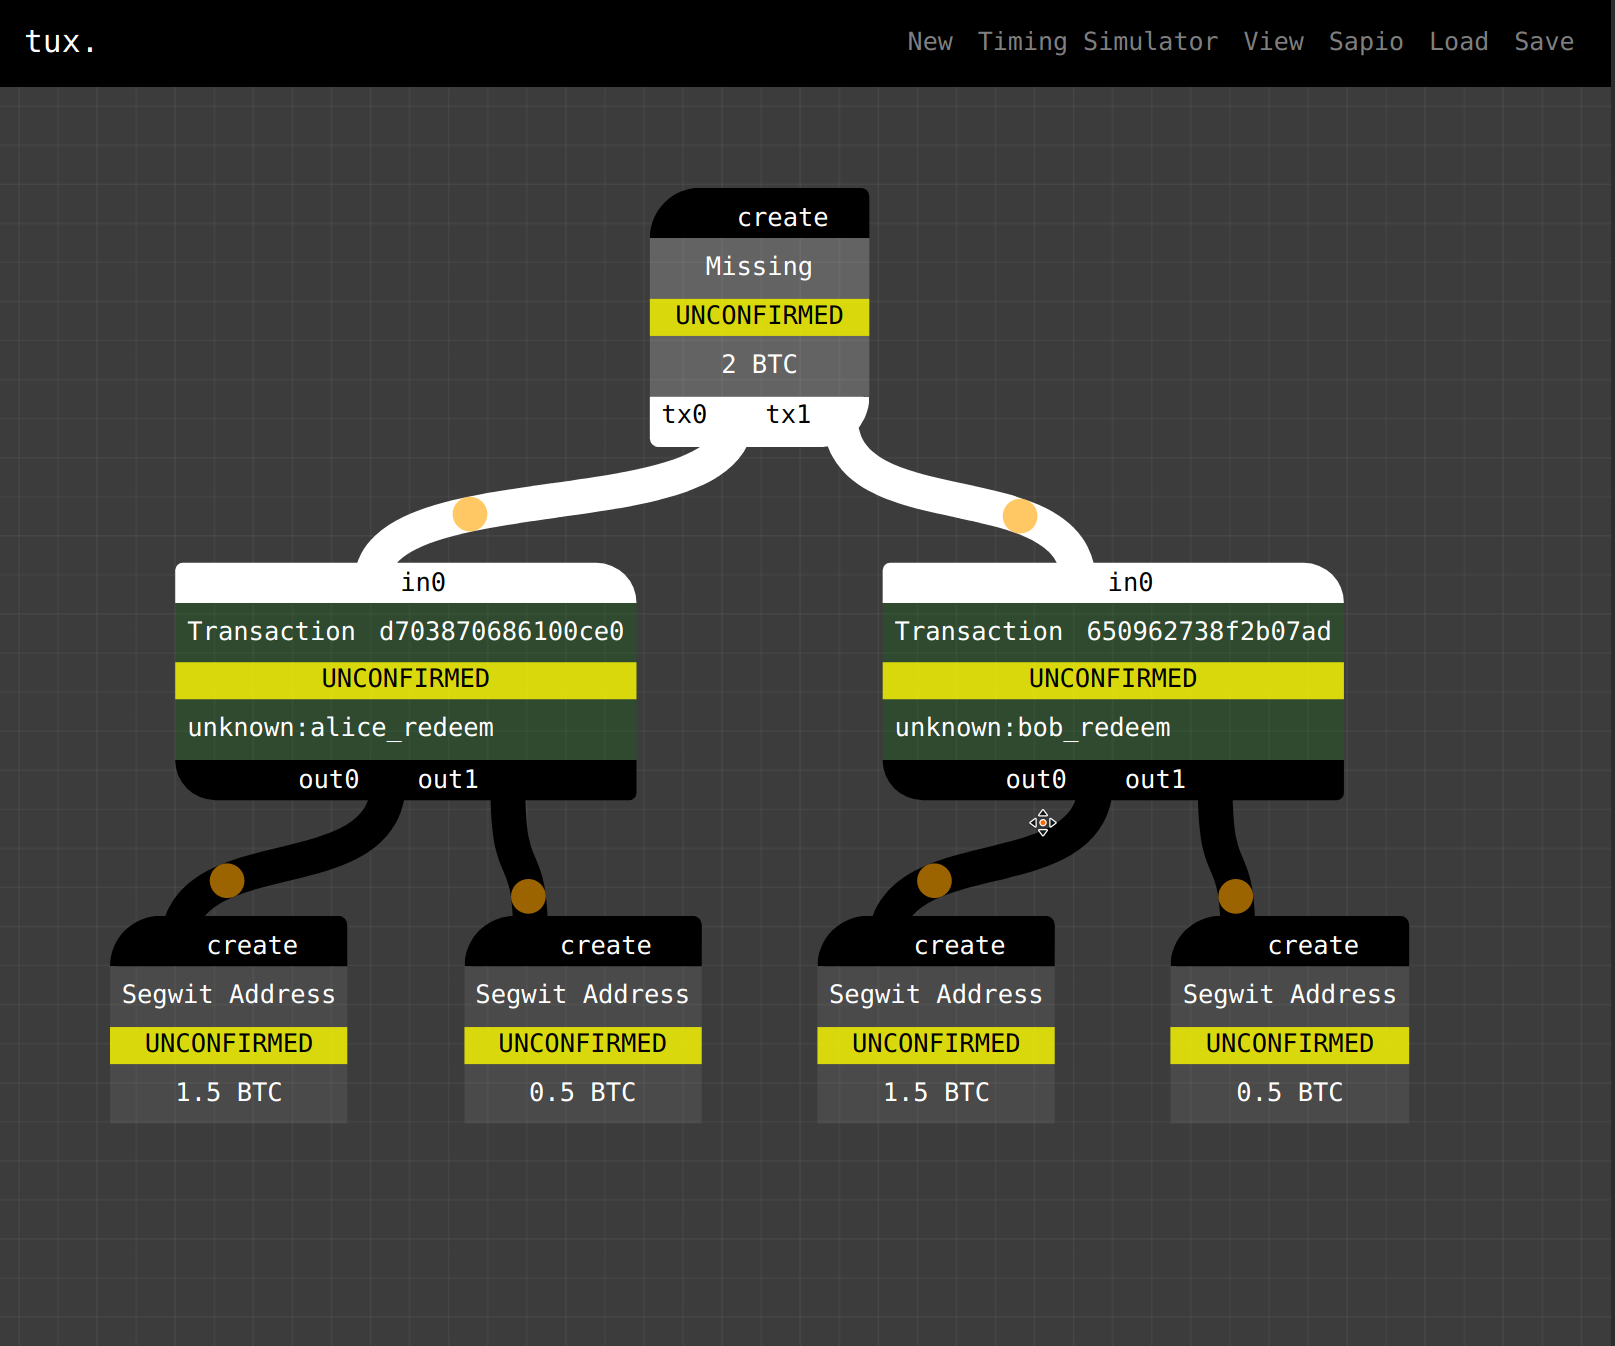 tux.
New Timing Simulator View Sapio Load Save
create
Missing
UNCONFIRMED
2 BTC
tx0 tx1
in0
Transaction d703870686100ce0
UNCONFIRMED
unknown:alice_redeem
out0 out1
in0
Transaction 650962738f2b07ad
UNCONFIRMED
unknown:bob_redeem
out0 out1
create
Segwit Address
UNCONFIRMED
1.5 BTC
create
Segwit Address
UNCONFIRMED
0.5 BTC
create
Segwit Address
UNCONFIRMED
1.5 BTC
create
Segwit Address
UNCONFIRMED
0.5 BTC